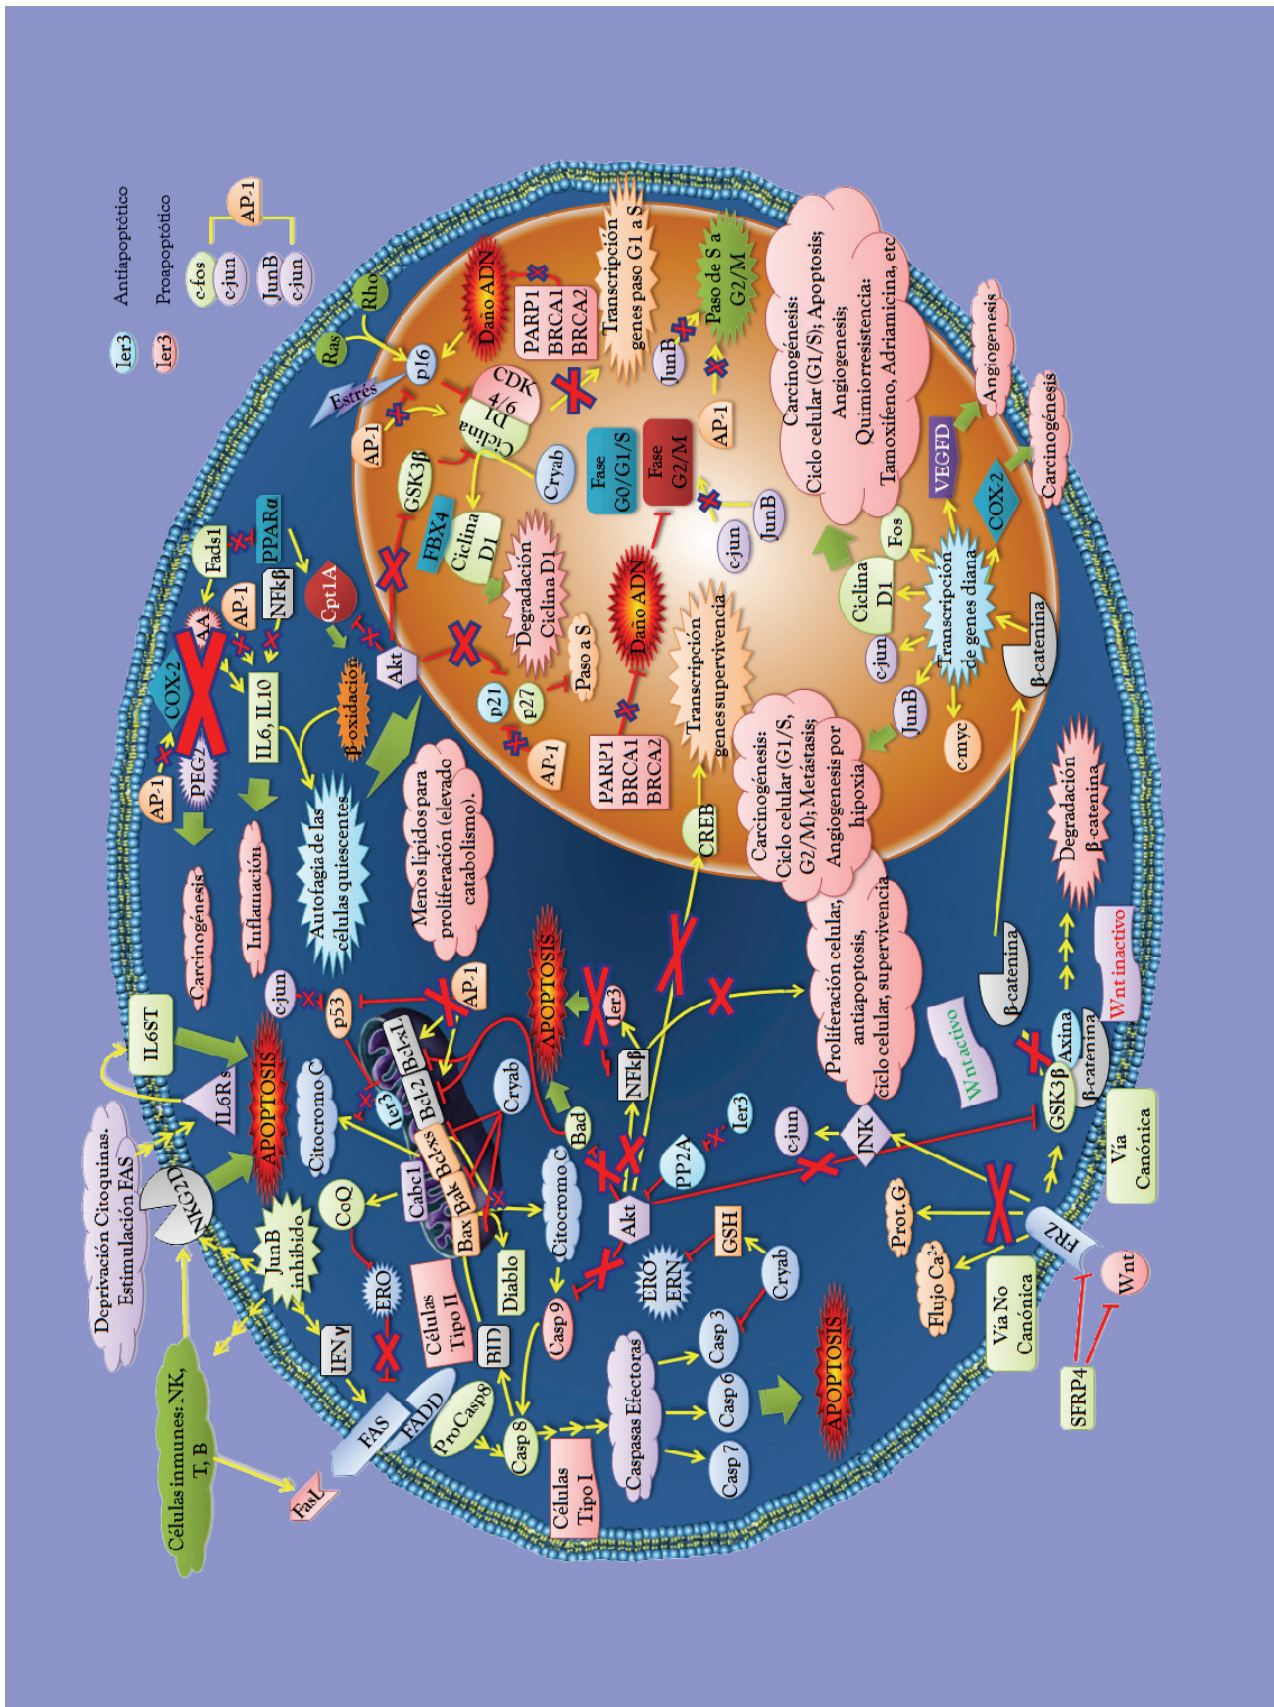 Deprivación Citoquinas.
Estimulación FAS
Células inmunes: NK,
T, B
FasL
NKG2D
IL6ST
IL6Rs
APOPTOSIS
JunB
inhibido
IFNγ
FAS
FADD
ProCasp8
Casp 8
Células
Tipo I
BID
Células
Tipo II
ERO
CoQ
Cabc1
Citocromo C
Ier3
p53
c-jun
Bax
Bak
Bcl-xs
Bcl-2
Bcl-xL
AP-1
Cryab
Diablo
Citocromo C
Casp 9
Bad
APOPTOSIS
Caspasas Efectoras
Casp 7
Casp 6
Casp 3
APOPTOSIS
ERO
ERN
GSH
Cryab
Akt
PP2A
Ier3
NFkβ
Ier3
Carcinogénesis
Inflamación
Autofagia de las
células quiescentes
Menos lípidos para
proliferación (elevado
catabolismo).
AP-1
COX-2
PEG2
AA
Fads1
AP-1
NFkβ
PPARα
IL6, IL10
Cpt1A
β-oxidación
Akt
Ier3
Antiapoptótico
Ier3
Proapoptótico
c-fos
c-jun
JunB
c-jun
AP-1
Ras
Rho
Estrés
p16
Daño ADN
AP-1
GSK3β
Ciclina
D1
CDK
4/6
PARP1
BRCA1
BRCA2
FBX4
Ciclina
D1
Cryab
Degradación
Ciclina D1
Transcripción
genes paso G1 a S
p21
p27
Paso a S
AP-1
Fase
G0/G1/S
Fase
G2/M
JunB
AP-1
Paso de S a
G2/M
PARP1
BRCA1
BRCA2
Daño ADN
c-jun
JunB
CREB
Transcripción
genes supervivencia
Carcinogénesis:
Ciclo celular (G1/S,
G2/M); Metástasis;
Angiogenesis por
hipoxia
Carcinogénesis:
Ciclo celular (G1/S); Apoptosis;
Angiogenesis;
Quimiorresistencia:
Tamoxifeno, Adriamicina, etc
Proliferación celular,
antiapoptosis,
ciclo celular, supervivencia
JunB
c-jun
Ciclina
D1
Fos
VEGFD
Angiogenesis
c-myc
Transcripción
de genes diana
COX-2
Carcinogénesis
β-catenina
β-catenina
Wnt activo
c-jun
JNK
Prot.G
Flujo Ca2+
Vía No
Canónica
FRZ
Wnt
SFRP4
GSK3β
Axina
β-catenina
Degradación
β-catenina
Wnt inactivo
Vía
Canónica